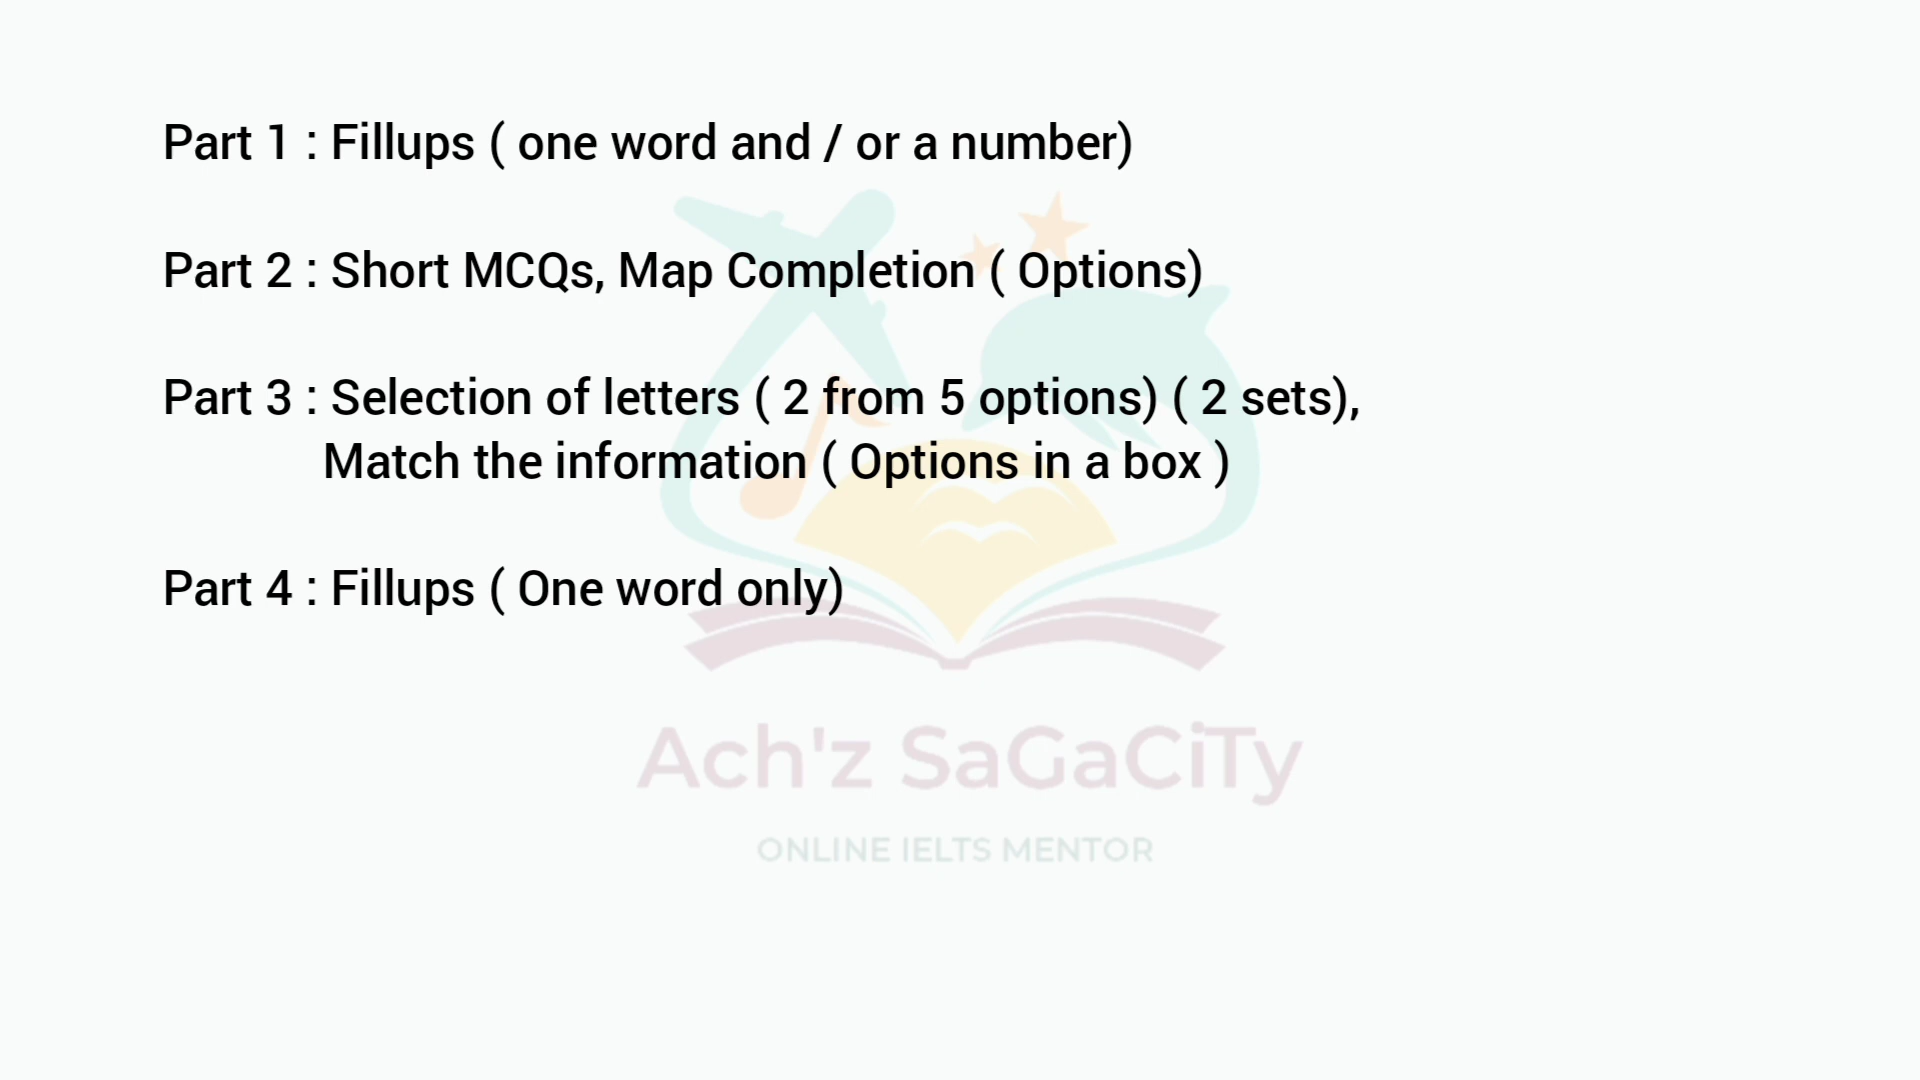 Part 1 : Fillups ( one word and / or a number)
Part 2 : Short MCQs, Map Completion ( Options)
Part 3 : Selection of letters ( 2 from 5 options) ( 2 sets),
Match the information ( Options in a box )
Part 4 : Fillups ( One word only)
Ach'z SaGaCiTy
ONLINE IELTS MENTOR